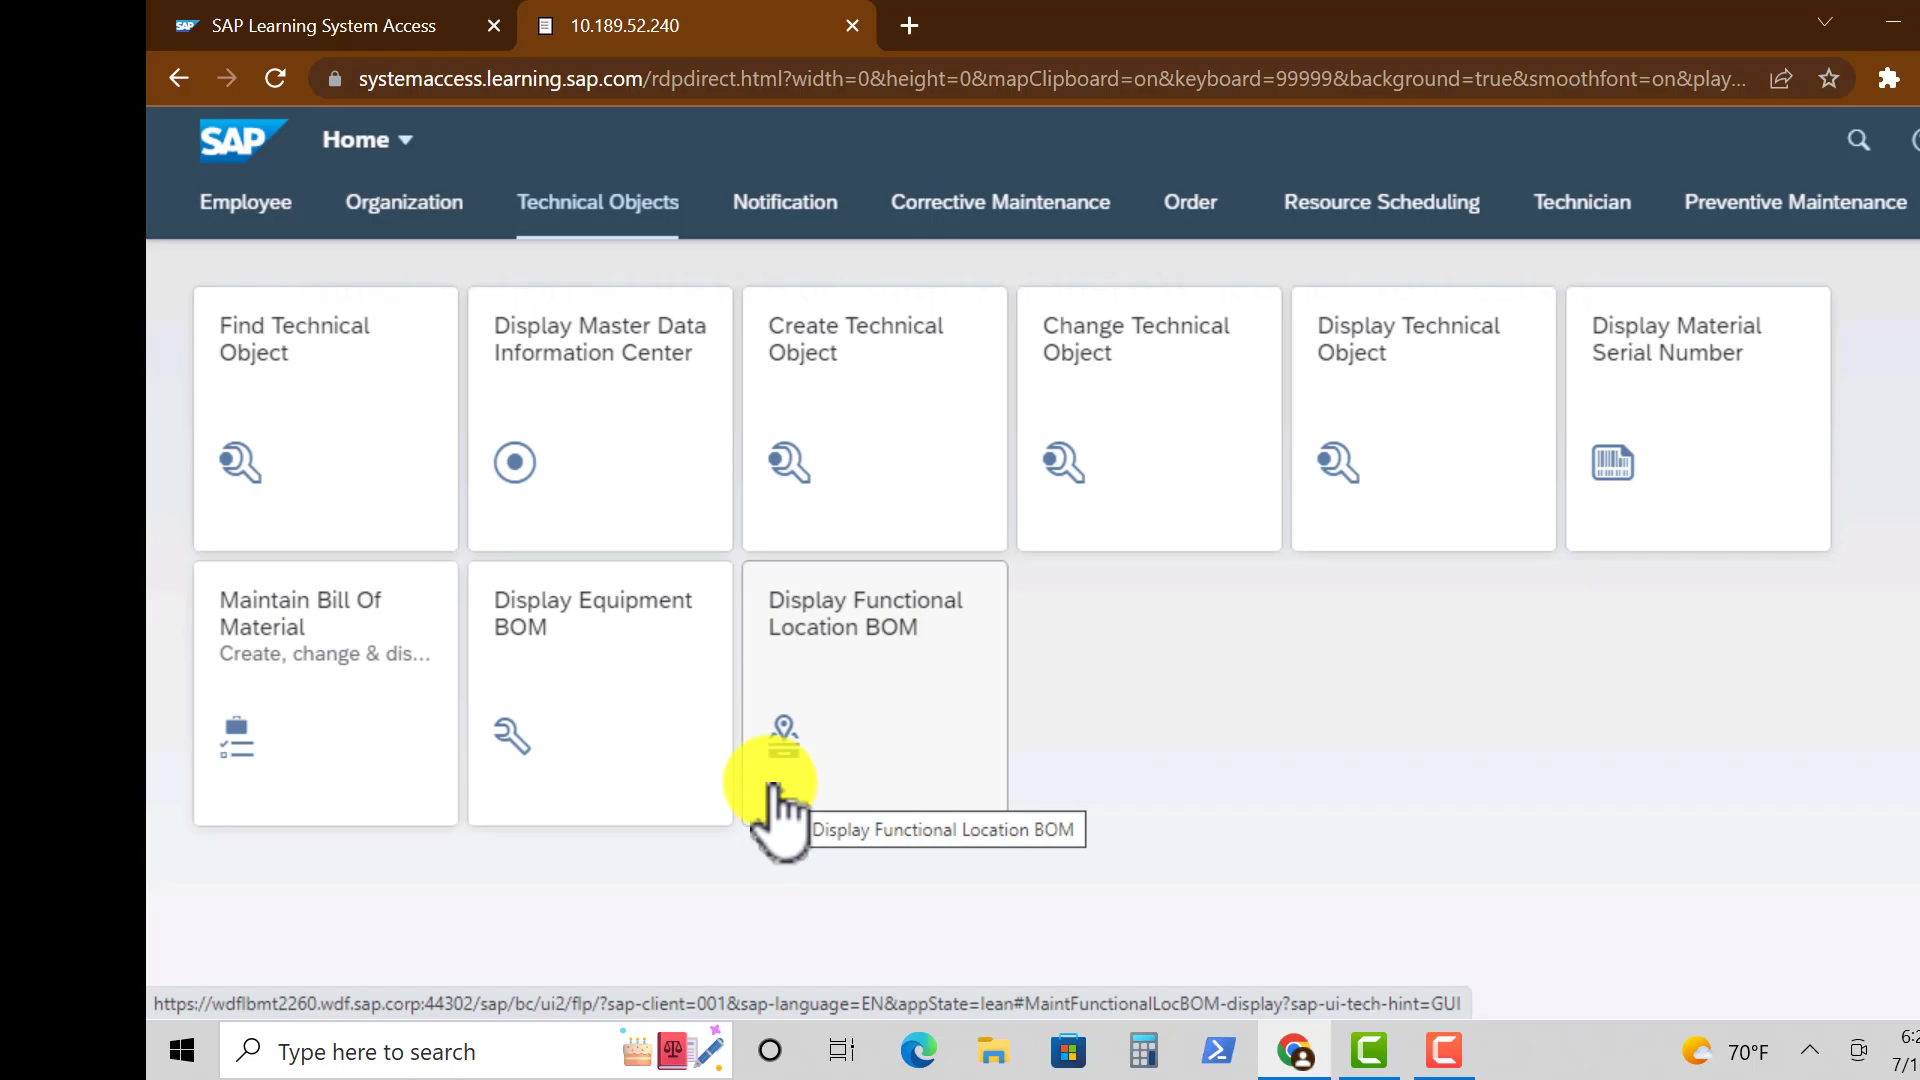 SAP SAP Learning System Access
10.189.52.240
systemaccess.learning.sap.com/rdpdirect.html?width=0&height=0&mapClipboard=on&keyboard=99999&background=true&smoothfont=on&play...
SAP Home
Employee Organization Technical Objects Notification Corrective Maintenance Order Resource Scheduling Technician Preventive Maintenance
Find Technical
Object
Display Master Data
Information Center
Create Technical
Object
Change Technical
Object
Display Technical
Object
Display Material
Serial Number
Maintain Bill Of
Material
Create, change & dis...
Display Equipment
BOM
Display Functional
Location BOM
Display Functional Location BOM
https://wdflbmt2260.wdf.sap.corp:44302/sap/bc/ui2/flp/?sap-client=001&sap-language=EN&appState=lean#MaintFunctionalLocBOM-display?sap-ui-tech-hint=GUI
Type here to search
70°F